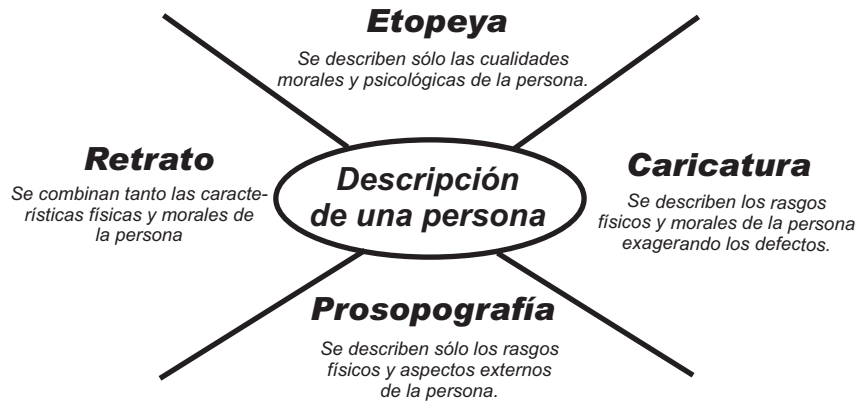 Etopeya
Se describen sólo las cualidades
morales y psicológicas de la persona.
Retrato
Se combinan tanto las caracte-
rísticas físicas y morales de
la persona
Descripción
de una persona
Caricatura
Se describen los rasgos
físicos y morales de la persona
exagerando los defectos.
Prosopografía
Se describen sólo los rasgos
físicos y aspectos externos
de la persona.